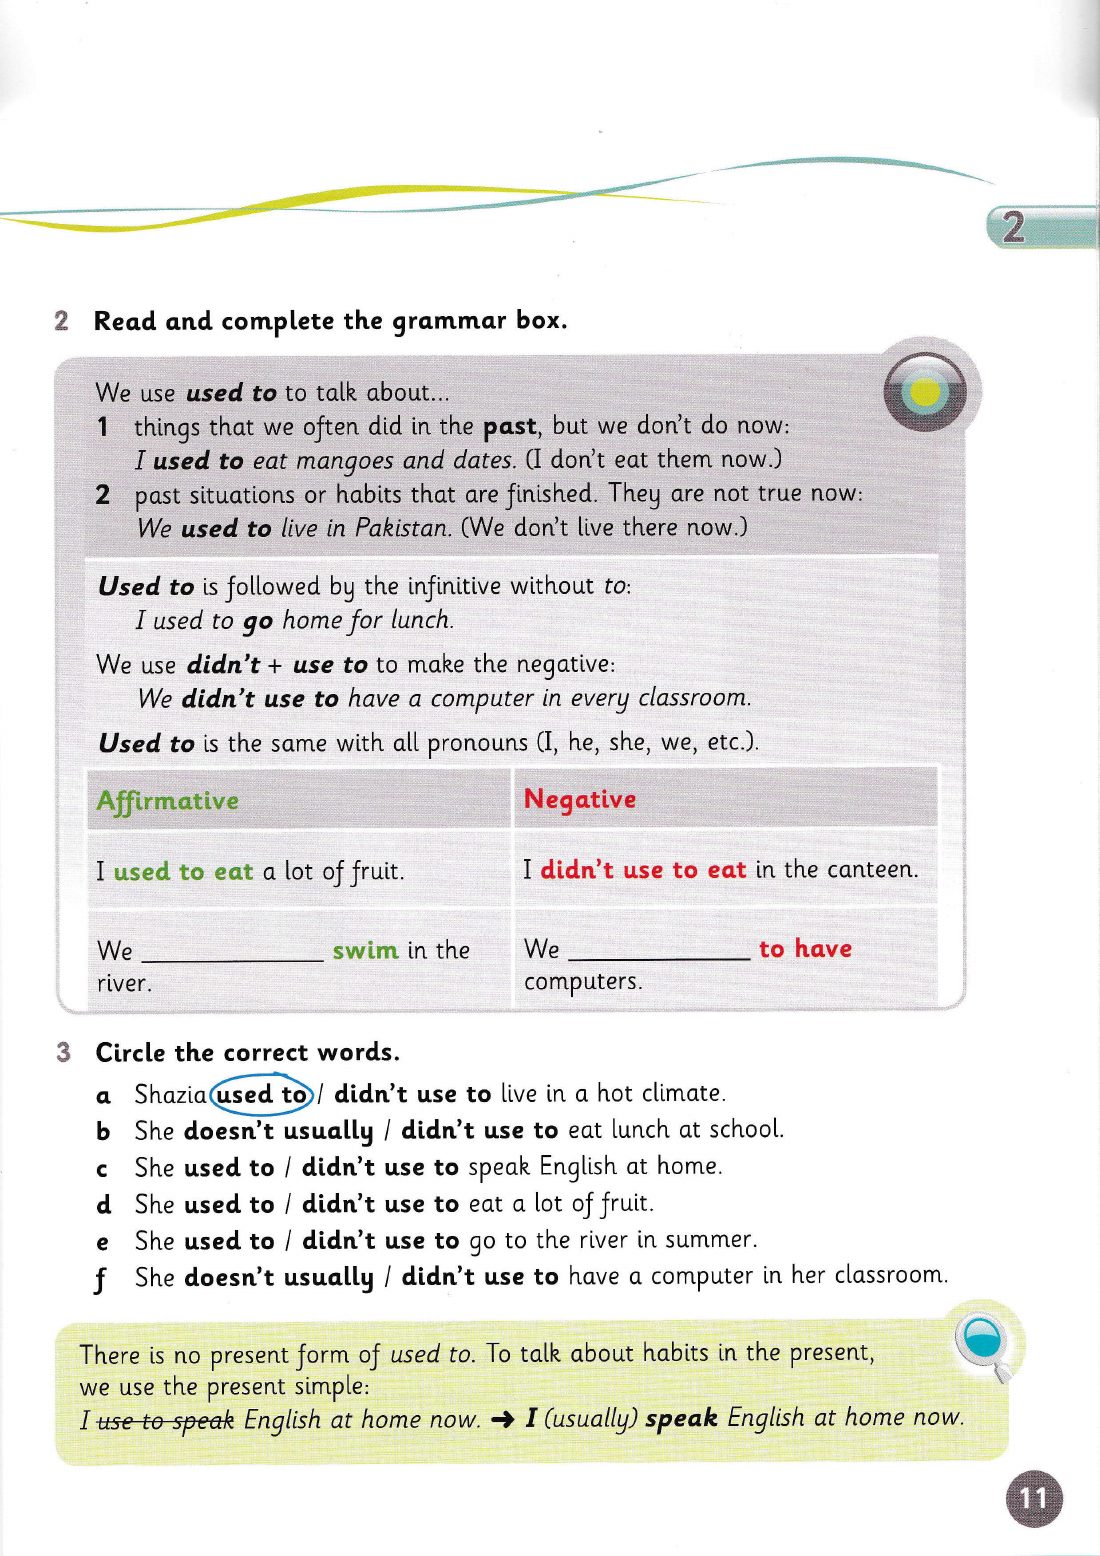 2
2 Read and complete the grammar box.
We use used to to talk about...
1 things that we often did in the past, but we don't do now:
I used to eat mangoes and dates. (I don't eat them now.)
2 past situations or habits that are finished. They are not true now:
We used to live in Pakistan. (We don't live there now.)
Used to is followed by the infinitive without to:
I used to go home for lunch.
We use didn't + use to to make the negative:
We didn't use to have a computer in every classroom.
Used to is the same with all pronouns (I, he, she, we, etc.).
Affirmative Negative
I used to eat a lot of fruit. I didn't use to eat in the canteen.
We ______________ swim in the
river.
We ______________ to have
computers.
3 Circle the correct words.
a Shazia used to / didn't use to live in a hot climate.
b She doesn't usually / didn't use to eat lunch at school.
c She used to / didn't use to speak English at home.
d She used to / didn't use to eat a lot of fruit.
e She used to / didn't use to go to the river in summer.
f She doesn't usually / didn't use to have a computer in her classroom.
There is no present form of used to. To talk about habits in the present,
we use the present simple:
I use to speak English at home now. → I (usually) speak English at home now.
11